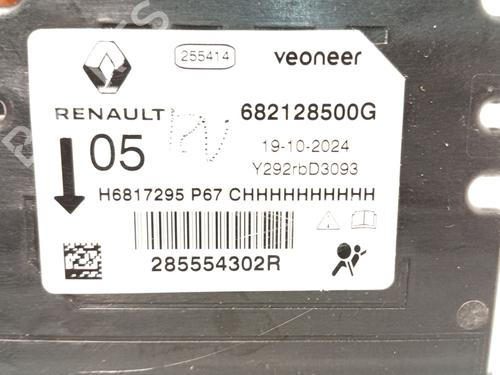 255414
veoneer
RENAULT
682128500G
05
19-10-2024
Y292rbD3093
H6817295 P67 CHHHHHHHHHH
285554302R